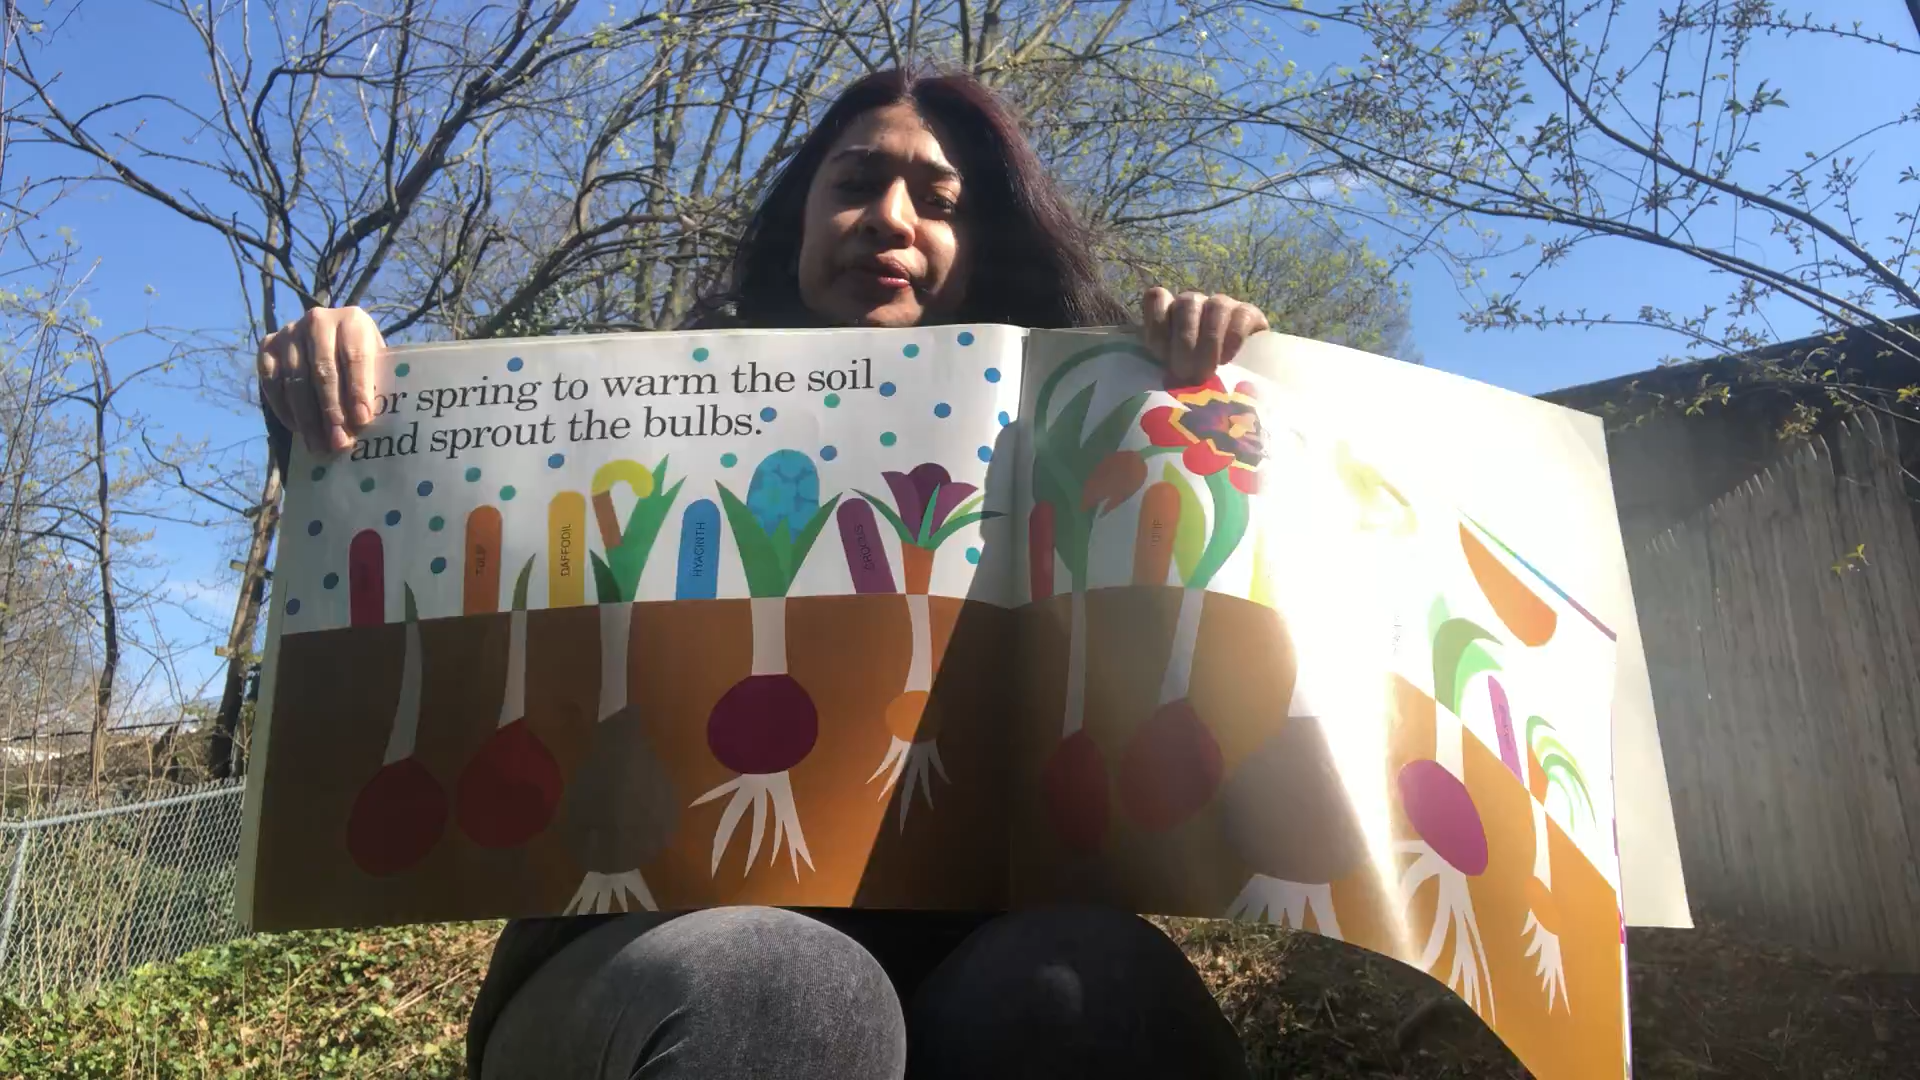 or spring to warm the soil
and sprout the bulbs.
TULIP
DAFFODIL
HYACINTH
CROCUS
TULIP